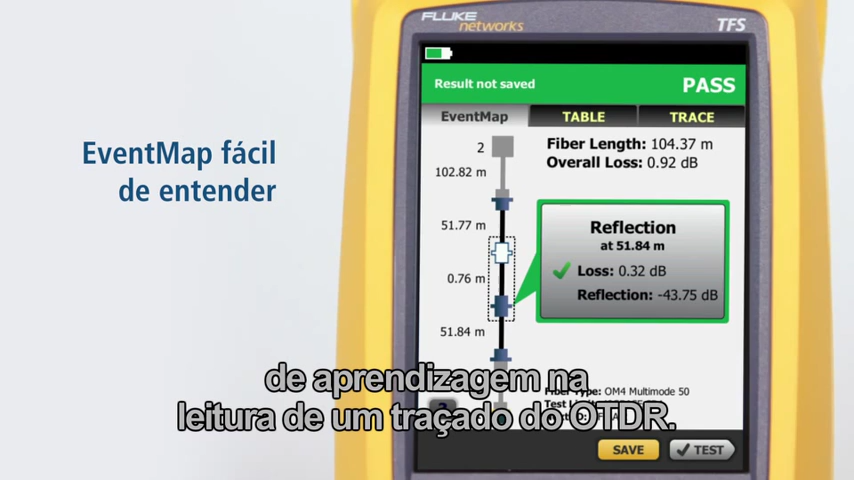 FLUKE
networks
TFS
Result not saved
PASS
EventMap
TABLE
TRACE
EventMap fácil
de entender
2
102.82 m
51.77 m
0.76 m
51.84 m
Fiber Length: 104.37 m
Overall Loss: 0.92 dB
Reflection
at 51.84 m
Loss: 0.32 dB
Reflection: -43.75 dB
Fiber Type: OM4 Multimode 50
Test
de aprendizagem na
leitura de um traçado do OTDR.
SAVE
TEST